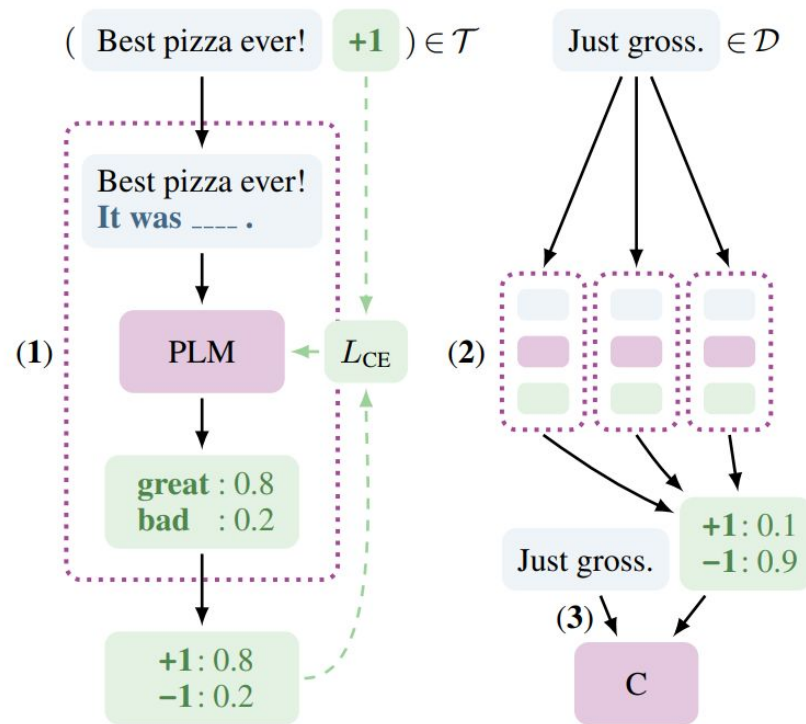 ( Best pizza ever! +1 ) ∈ 𝒯
Best pizza ever!
It was ____ .
(1)
PLM
L_CE
great : 0.8
bad : 0.2
+1 : 0.8
−1 : 0.2
Just gross. ∈ 𝒟
(2)
+1 : 0.1
−1 : 0.9
Just gross.
(3)
C